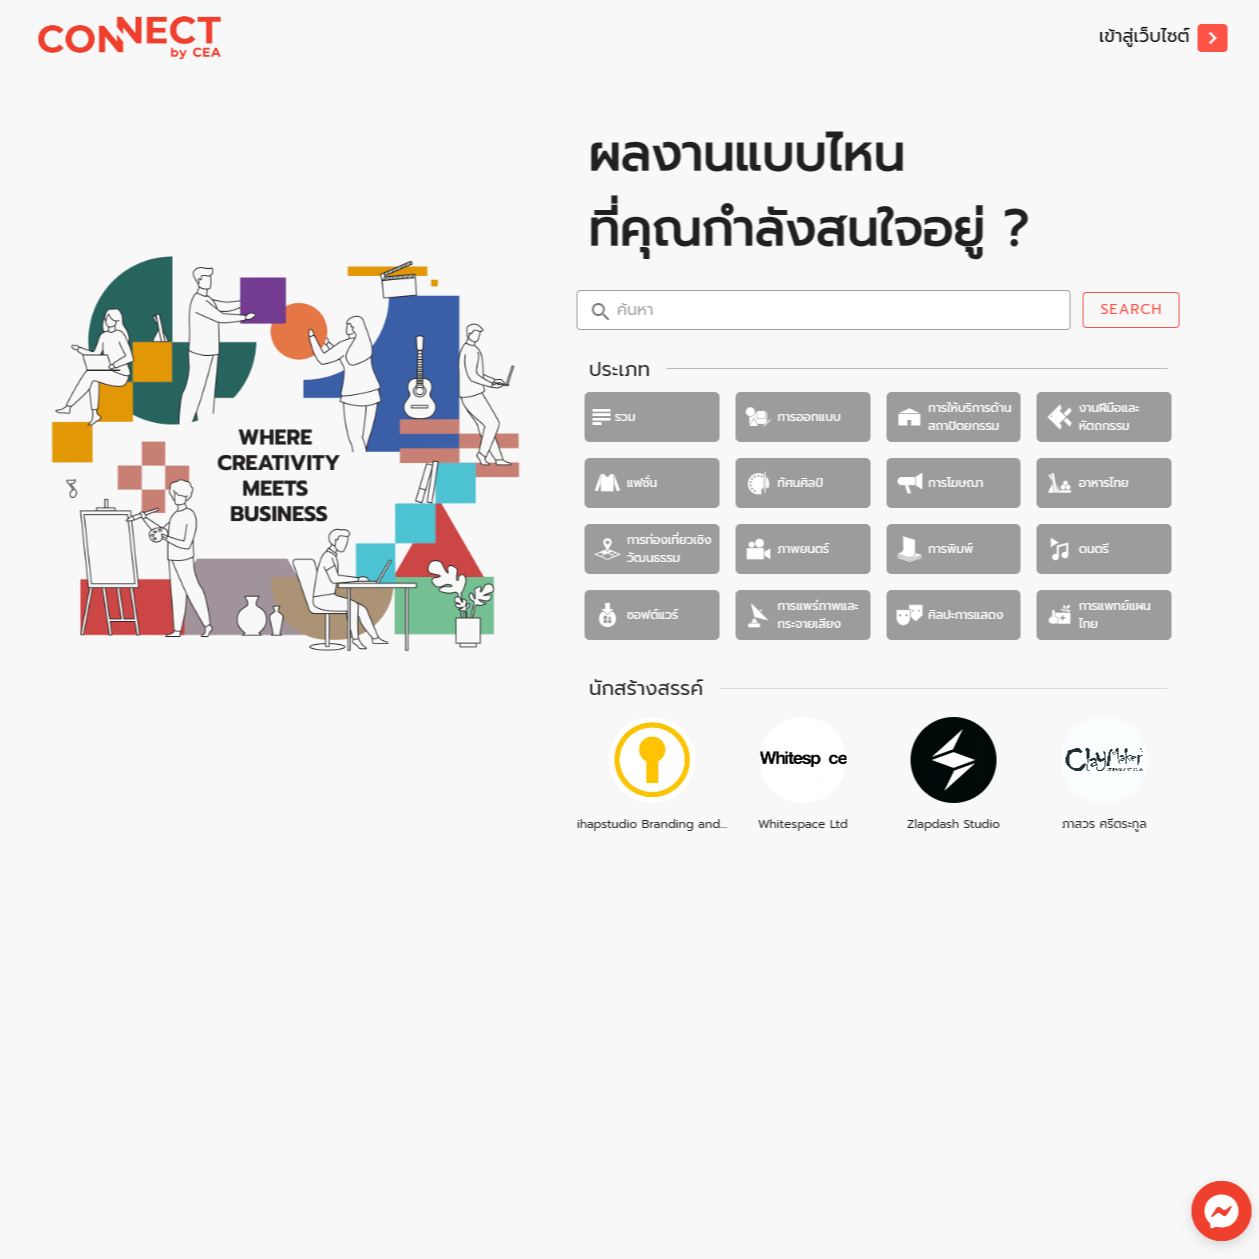 CONNECT
by CEA
เข้าสู่เว็บไซต์
ผลงานแบบไหน
ที่คุณกำลังสนใจอยู่ ?
ค้นหา
SEARCH
ประเภท
รวม
การออกแบบ
การให้บริการด้าน
สถาปัตยกรรม
งานฝีมือและ
หัตถกรรม
แฟชั่น
ทัศนศิลป์
การโฆษณา
อาหารไทย
การท่องเที่ยวเชิง
วัฒนธรรม
ภาพยนตร์
การพิมพ์
ดนตรี
ซอฟต์แวร์
การแพร่ภาพและ
กระจายเสียง
ศิลปะการแสดง
การแพทย์แผน
ไทย
WHERE
CREATIVITY
MEETS
BUSINESS
นักสร้างสรรค์
Whitesp ce
ClayMaker
ihapstudio Branding and...
Whitespace Ltd
Zlapdash Studio
ภาสวร ศรีตระกูล